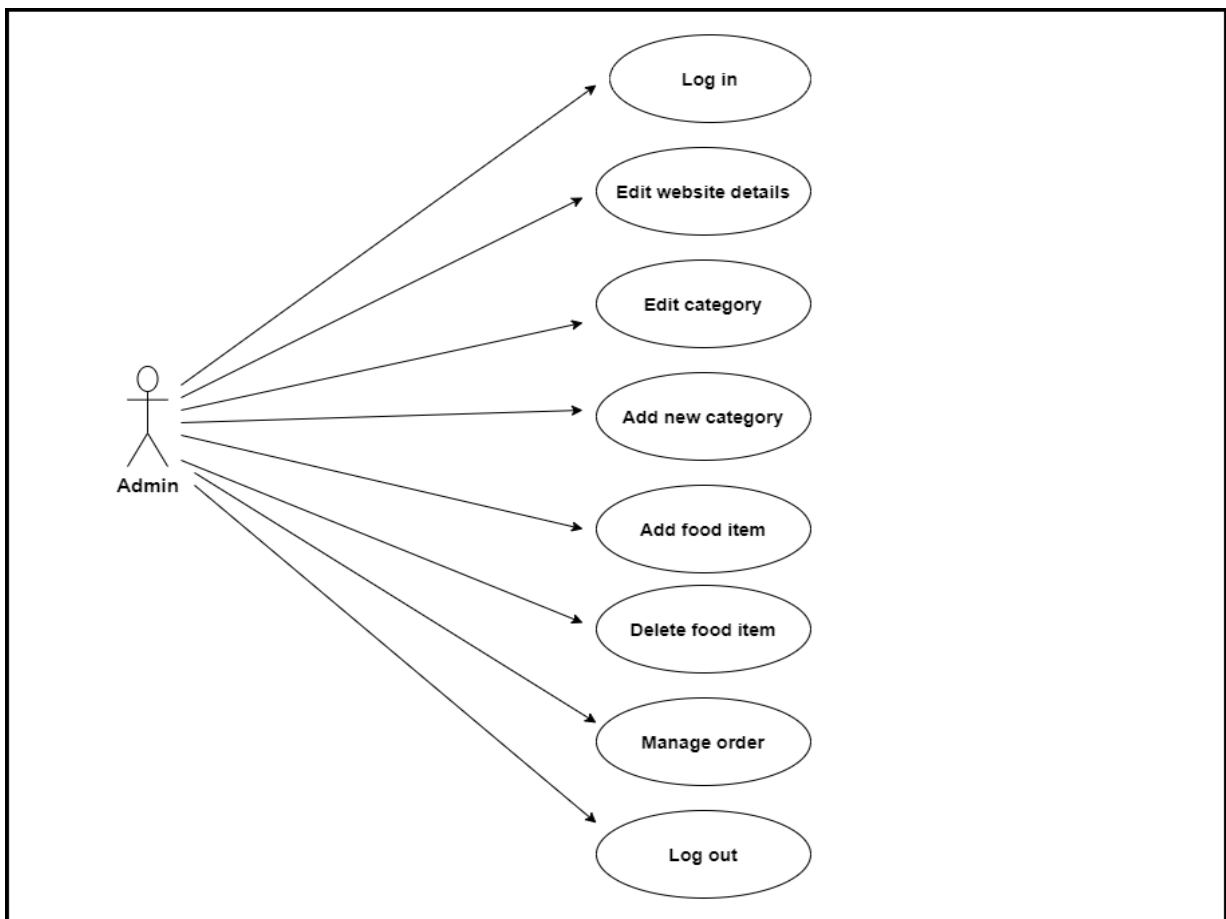 Log in
Edit website details
Edit category
Add new category
Admin
Add food item
Delete food item
Manage order
Log out